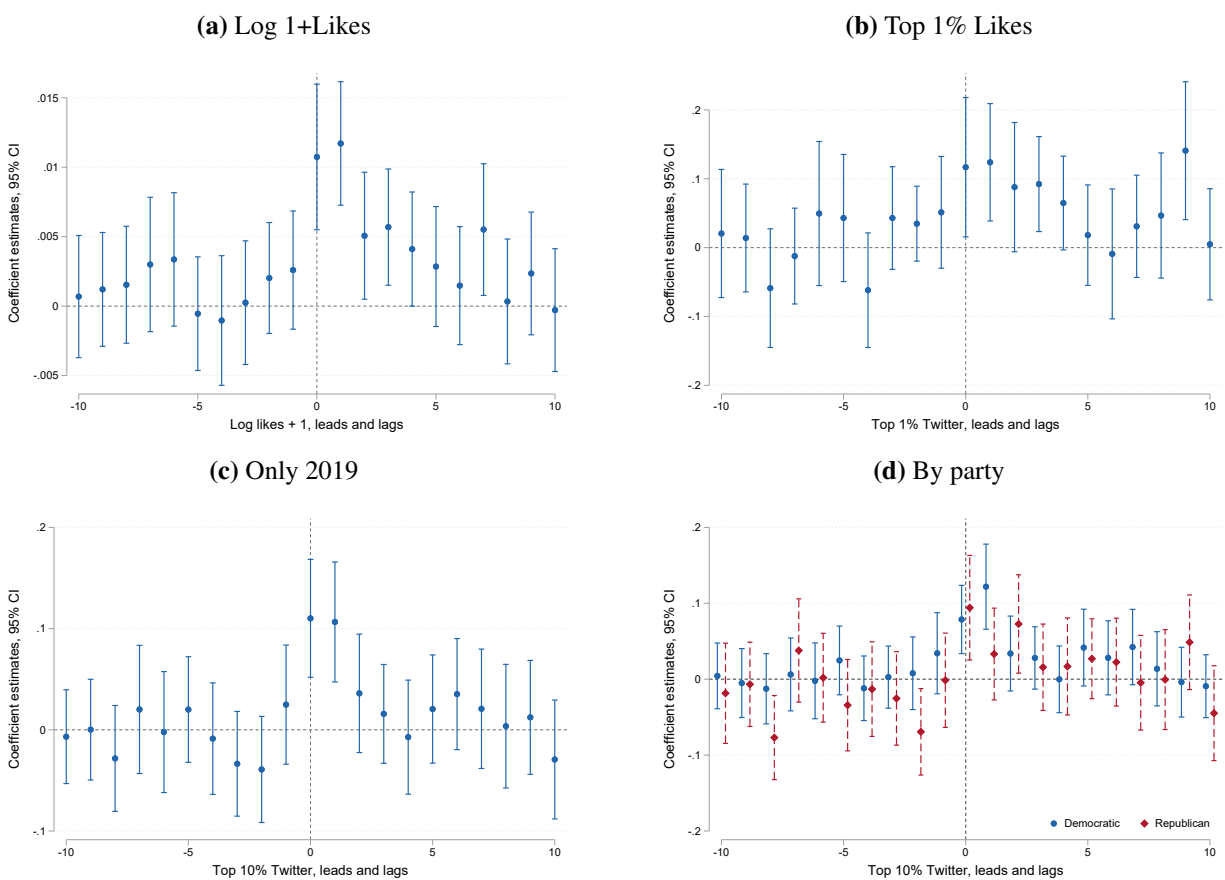 (a) Log 1+Likes
.015
.01
.005
0
-.005
Coefficient estimates, 95% CI
-10 -5 0 5 10
Log likes + 1, leads and lags
(b) Top 1% Likes
.2
.1
0
-.1
-.2
Coefficient estimates, 95% CI
-10 -5 0 5 10
Top 1% Twitter, leads and lags
(c) Only 2019
.2
.1
0
-.1
Coefficient estimates, 95% CI
-10 -5 0 5 10
Top 10% Twitter, leads and lags
(d) By party
.2
.1
0
-.1
-.2
Coefficient estimates, 95% CI
Democratic Republican
-10 -5 0 5 10
Top 10% Twitter, leads and lags